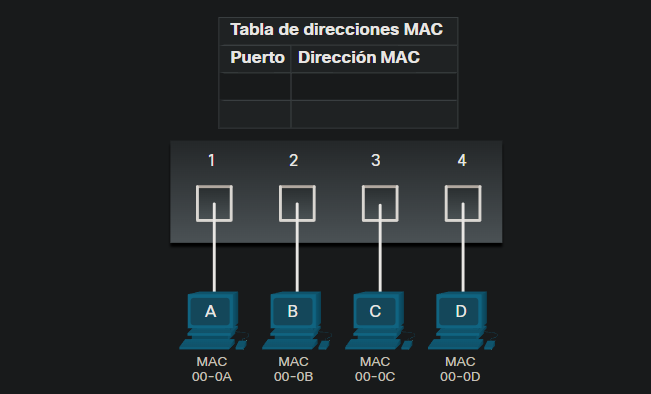 Tabla de direcciones MAC
Puerto Dirección MAC
1 2 3 4
A B C D
MAC MAC MAC MAC
00-0A 00-0B 00-0C 00-0D